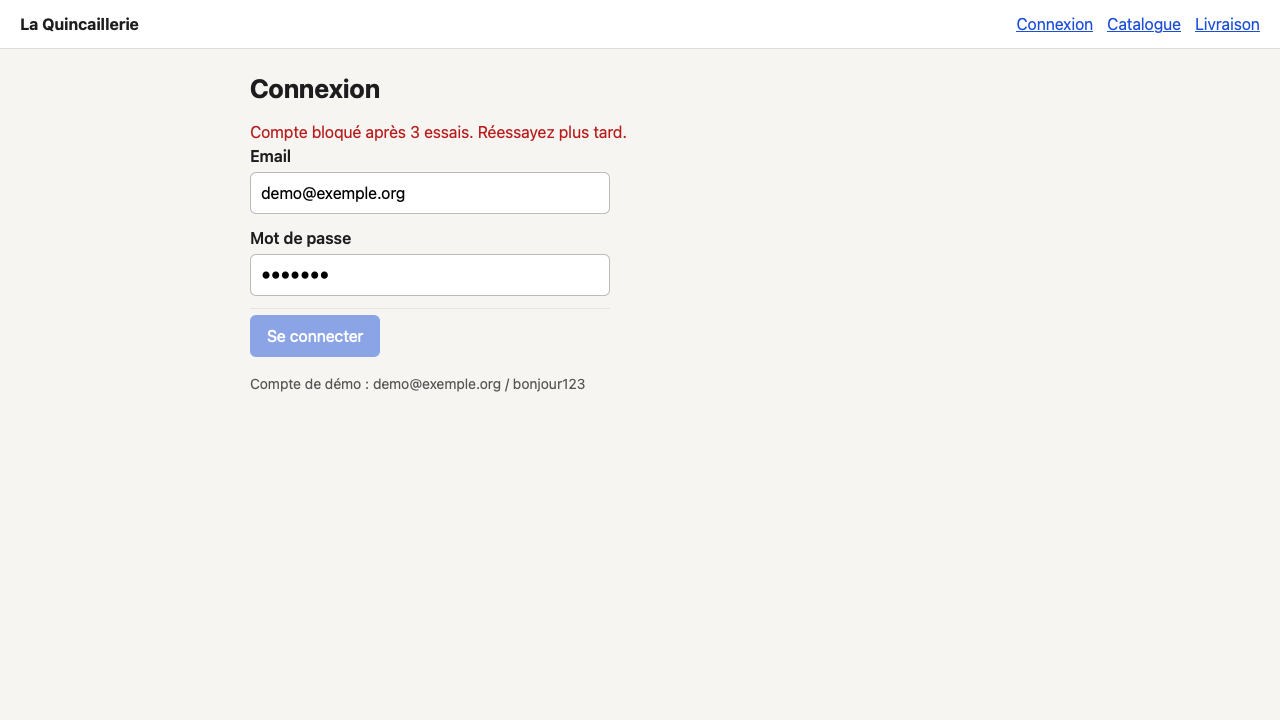 La Quincaillerie
Connexion Catalogue Livraison
Connexion
Compte bloqué après 3 essais. Réessayez plus tard.
Email
demo@exemple.org
Mot de passe
•••••••
Se connecter
Compte de démo : demo@exemple.org / bonjour123